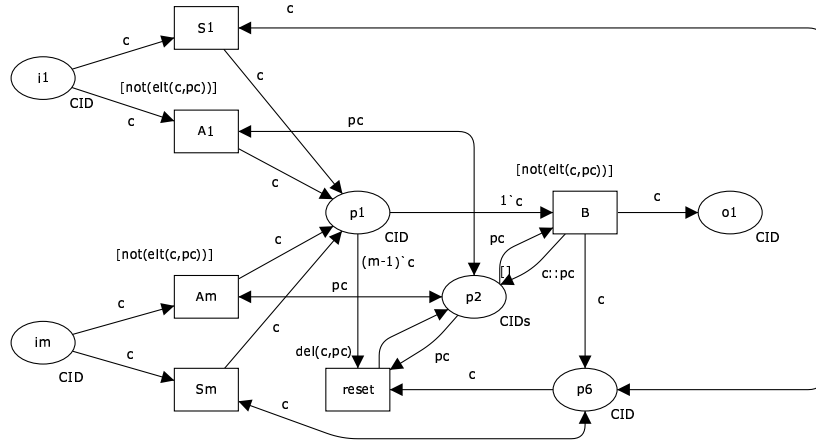 c
S1
c
c
i1
CID
[not(elt(c,pc))]
c
A1
pc
c
[not(elt(c,pc))]
1`c
B
c
o1
CID
p1
CID
c
pc
[not(elt(c,pc))]
(m-1)`c
[]
c::pc
c
Am
pc
p2
CIDs
c
c
im
CID
c
c
del(c,pc)
pc
Sm
reset
c
p6
CID
c